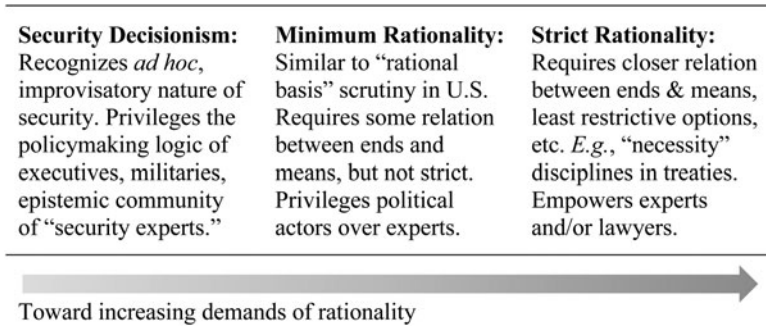 Security Decisionism:
Recognizes ad hoc,
improvisatory nature of
security. Privileges the
policymaking logic of
executives, militaries,
epistemic community
of “security experts.”
Minimum Rationality:
Similar to “rational
basis” scrutiny in U.S.
Requires some relation
between ends and
means, but not strict.
Privileges political
actors over experts.
Strict Rationality:
Requires closer relation
between ends & means,
least restrictive options,
etc. E.g., “necessity”
disciplines in treaties.
Empowers experts
and/or lawyers.
Toward increasing demands of rationality